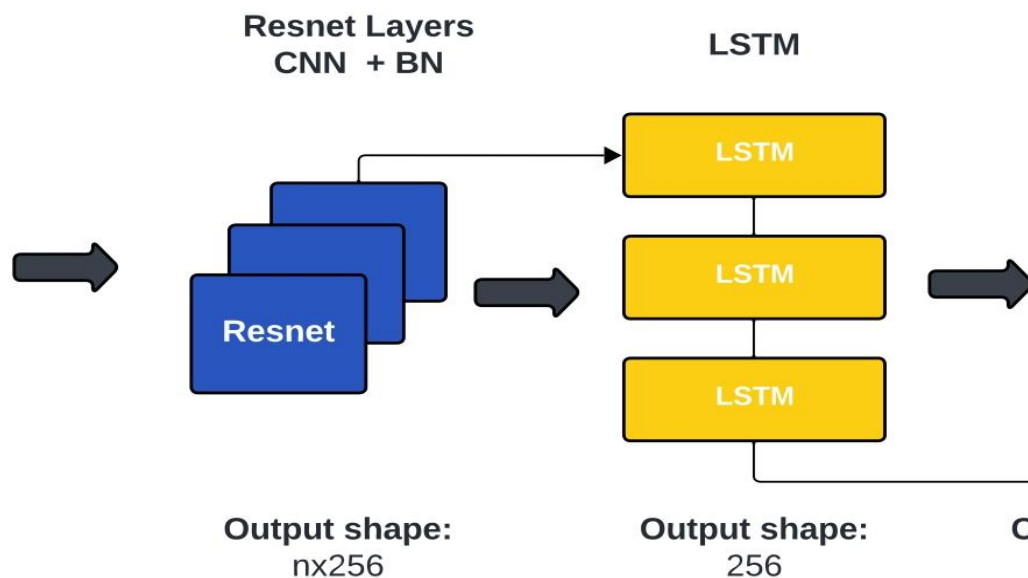 Resnet Layers
CNN + BN
LSTM
LSTM
LSTM
LSTM
Resnet
Output shape:
nx256
Output shape:
256